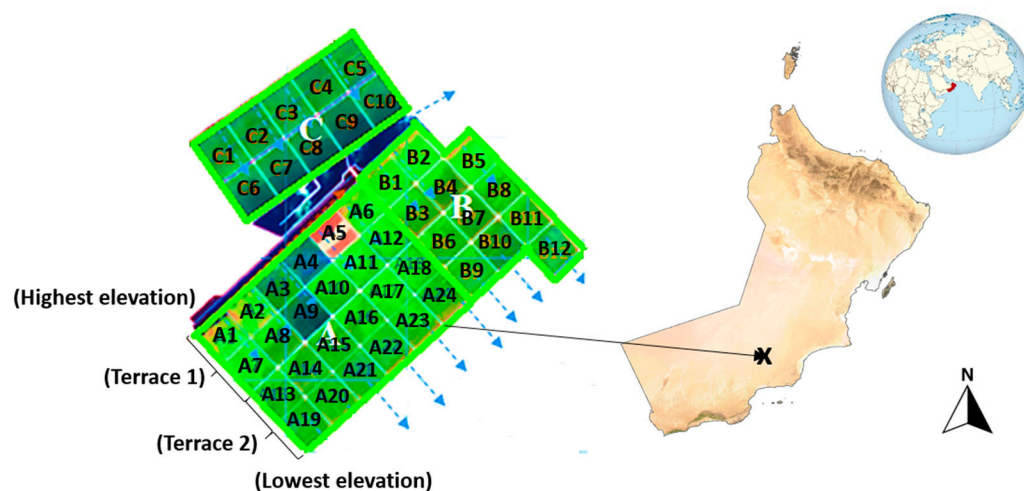 C5
C4
C3
C10
C2
C
C9
C1
C8
C7
C6
B2
B5
B1
B4
B8
B
B3
B7
B11
A6
A5
A12
B6
B10
B12
A4
A11
A18
B9
A3
A10
A17
A24
(Highest elevation)
A2
A9
A16
A23
A1
A8
A
A15
A22
X
A7
A14
A21
(Terrace 1)
A13
A20
A19
(Terrace 2)
(Lowest elevation)
N